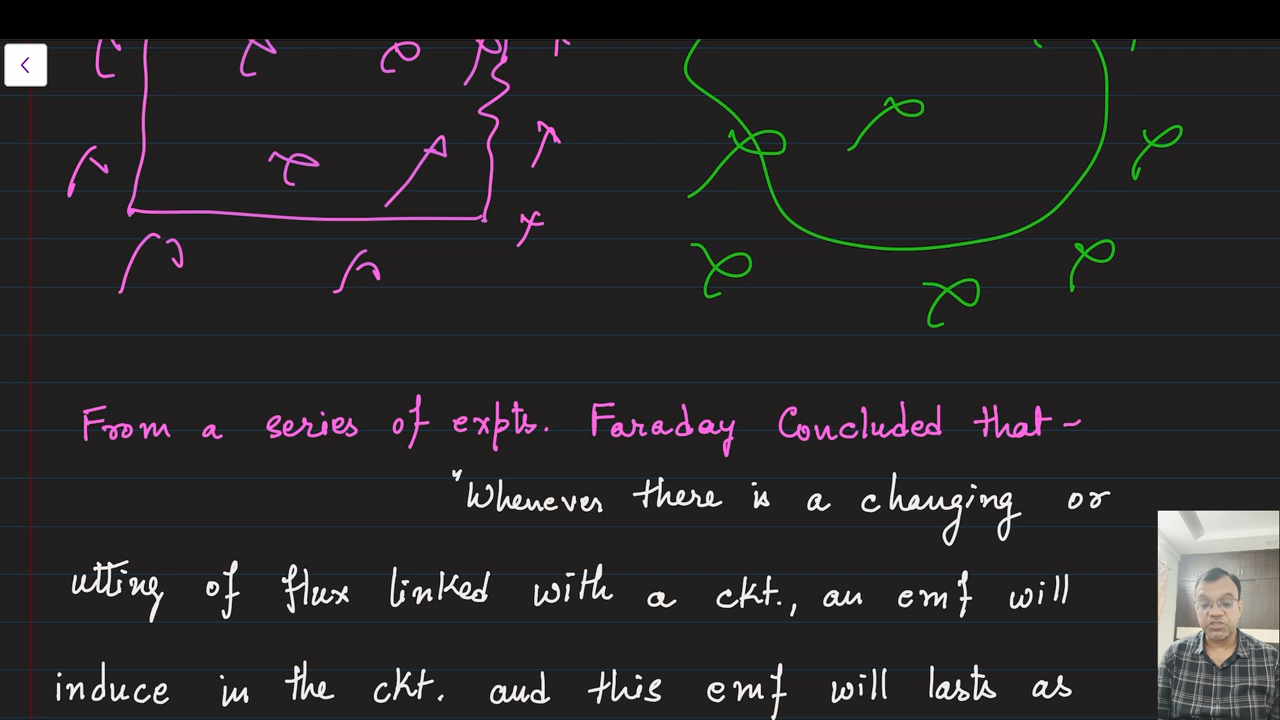 From a series of expts. Faraday Concluded that -
"Whenever there is a changing or
utting of flux linked with a ckt., an emf will
induce in the ckt. and this emf will lasts as